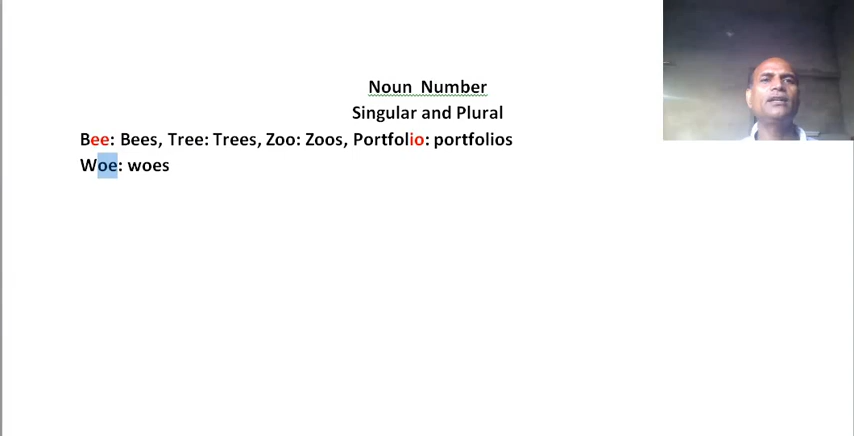 Noun Number
Singular and Plural
Bee: Bees, Tree: Trees, Zoo: Zoos, Portfolio: portfolios
Woe: woes